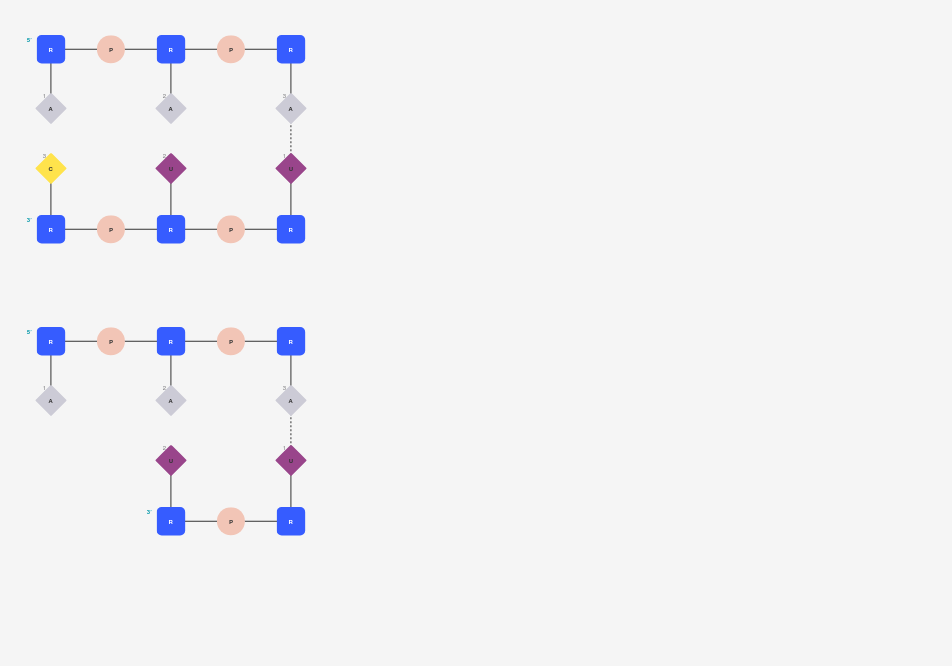 5' R P R P R
1 2 3
A A A
3 2 1
C U U
3' R P R P R
5' R P R P R
1 2 3
A A A
2 1
U U
3' R P R